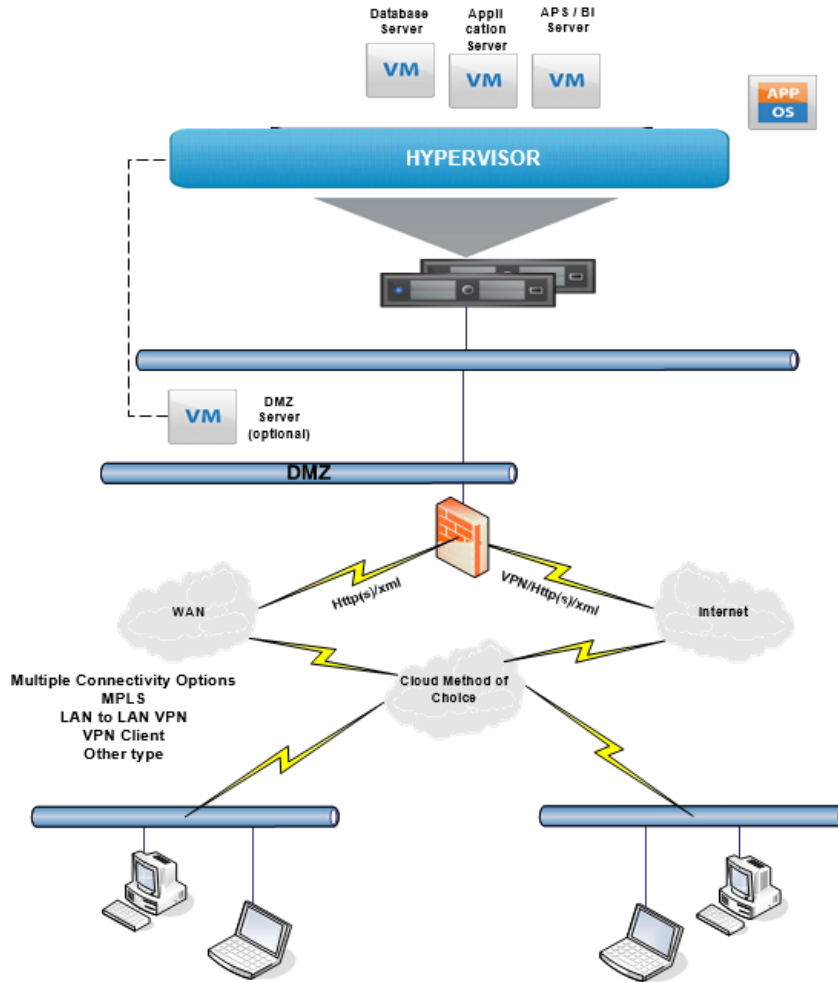 Database
Server
Appli
cation
Server
APS / BI
Server
VM
VM
VM
APP
OS
HYPERVISOR
VM
DMZ
Server
(optional)
DMZ
Http(s)/xml
VPN/Http(s)/xml
WAN
Internet
Cloud Method of
Choice
Multiple Connectivity Options
MPLS
LAN to LAN VPN
VPN Client
Other type